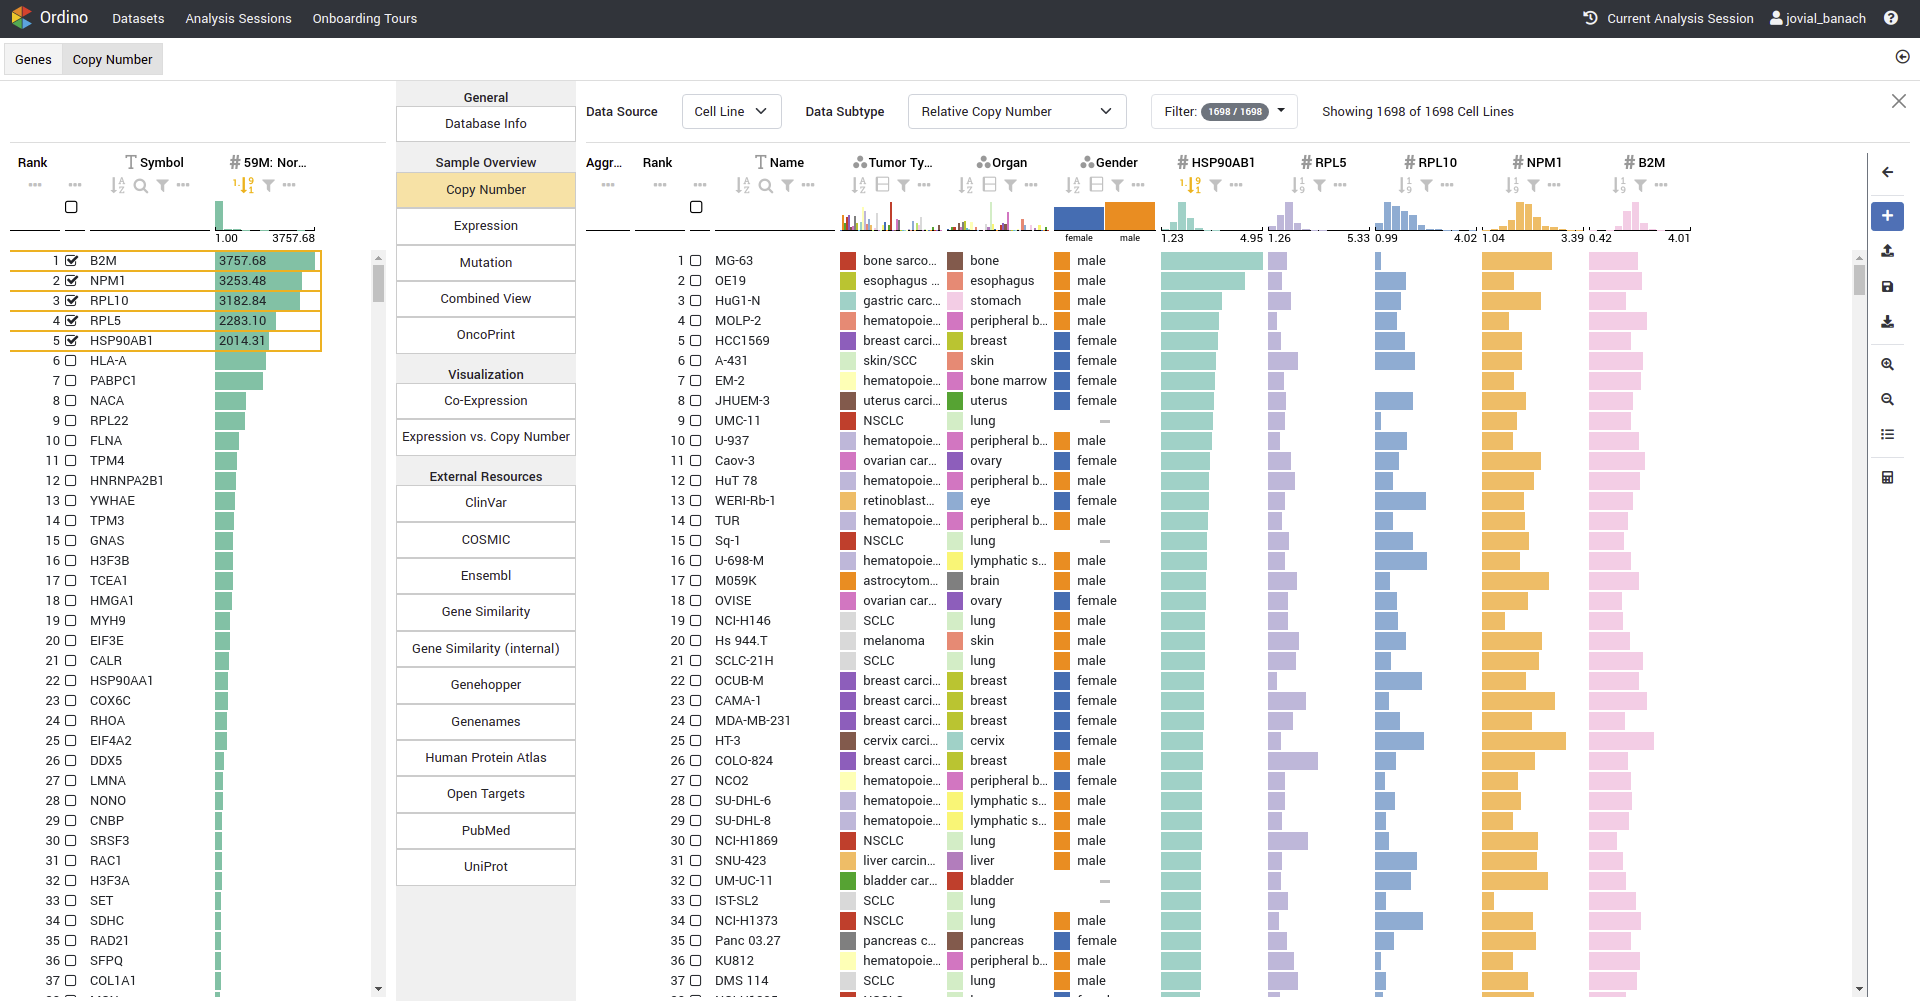 Ordino Datasets Analysis Sessions Onboarding Tours Current Analysis Session jovial_banach
Genes Copy Number
General
Database Info
Sample Overview
Copy Number
Expression
Mutation
Combined View
OncoPrint
Visualization
Co-Expression
Expression vs. Copy Number
External Resources
ClinVar
COSMIC
Ensembl
Gene Similarity
Gene Similarity (internal)
Genehopper
Genenames
Human Protein Atlas
Open Targets
PubMed
UniProt
Data Source Cell Line Data Subtype Relative Copy Number Filter: 1698 / 1698 Showing 1698 of 1698 Cell Lines
Rank Symbol 59M: Nor...
1.00 3757.68
1 B2M 3757.68
2 NPM1 3253.48
3 RPL10 3182.84
4 RPL5 2283.10
5 HSP90AB1 2014.31
6 HLA-A
7 PABPC1
8 NACA
9 RPL22
10 FLNA
11 TPM4
12 HNRNPA2B1
13 YWHAE
14 TPM3
15 GNAS
16 H3F3B
17 TCEA1
18 HMGA1
19 MYH9
20 EIF3E
21 CALR
22 HSP90AA1
23 COX6C
24 RHOA
25 EIF4A2
26 DDX5
27 LMNA
28 NONO
29 CNBP
30 SRSF3
31 RAC1
32 H3F3A
33 SET
34 SDHC
35 RAD21
36 SFPQ
37 COL1A1
Aggr... Rank Name Tumor Ty... Organ Gender HSP90AB1 RPL5 RPL10 NPM1 B2M
female male 1.23 4.95 1.26 5.33 0.99 4.02 1.04 3.39 0.42 4.01
1 MG-63 bone sarco... bone male
2 OE19 esophagus ... esophagus male
3 HuG1-N gastric carc... stomach male
4 MOLP-2 hematopoie... peripheral b... male
5 HCC1569 breast carci... breast female
6 A-431 skin/SCC skin female
7 EM-2 hematopoie... bone marrow female
8 JHUEM-3 uterus carci... uterus female
9 UMC-11 NSCLC lung –
10 U-937 hematopoie... peripheral b... male
11 Caov-3 ovarian car... ovary female
12 HuT 78 hematopoie... peripheral b... male
13 WERI-Rb-1 retinoblast... eye female
14 TUR hematopoie... peripheral b... male
15 Sq-1 NSCLC lung –
16 U-698-M hematopoie... lymphatic s... male
17 M059K astrocytom... brain male
18 OVISE ovarian car... ovary female
19 NCI-H146 SCLC lung male
20 Hs 944.T melanoma skin male
21 SCLC-21H SCLC lung male
22 OCUB-M breast carci... breast female
23 CAMA-1 breast carci... breast female
24 MDA-MB-231 breast carci... breast female
25 HT-3 cervix carci... cervix female
26 COLO-824 breast carci... breast male
27 NCO2 hematopoie... peripheral b... female
28 SU-DHL-6 hematopoie... lymphatic s... male
29 SU-DHL-8 hematopoie... lymphatic s... male
30 NCI-H1869 NSCLC lung male
31 SNU-423 liver carcin... liver male
32 UM-UC-11 bladder car... bladder –
33 IST-SL2 SCLC lung –
34 NCI-H1373 NSCLC lung male
35 Panc 03.27 pancreas c... pancreas female
36 KU812 hematopoie... peripheral b... male
37 DMS 114 SCLC lung male